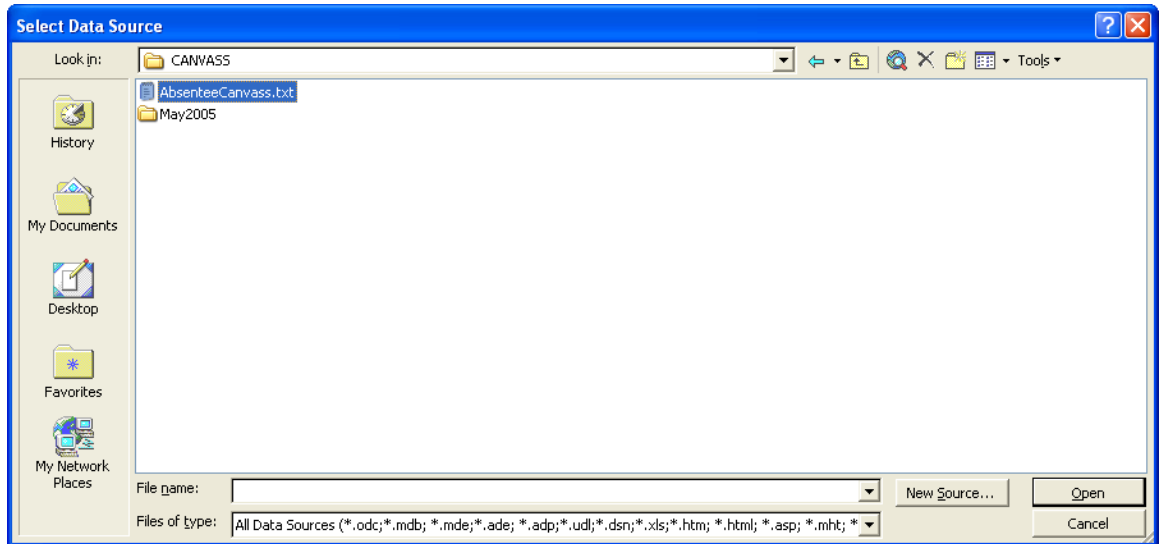 Select Data Source
Look in: CANVASS Tools
AbsenteeCanvass.txt
May2005
History
My Documents
Desktop
Favorites
My Network
Places
File name: New Source... Open
Files of type: All Data Sources (*.odc;*.mdb; *.mde;*.ade; *.adp;*.udl;*.dsn;*.xls;*.htm; *.html; *.asp; *.mht; * Cancel